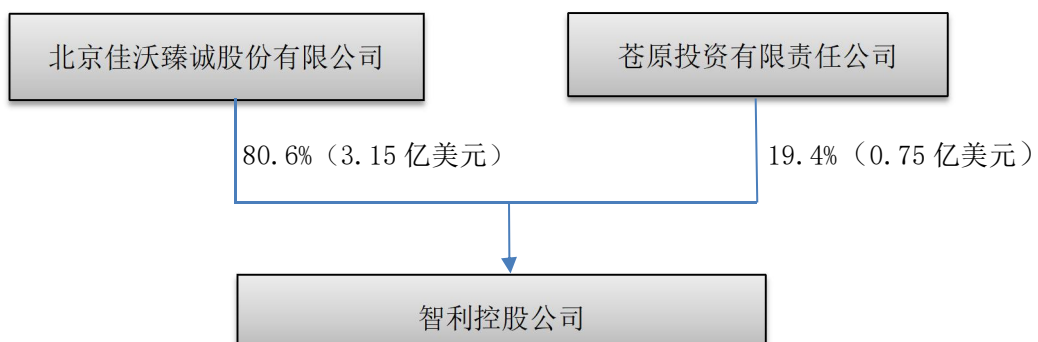 北京佳沃臻诚股份有限公司
苍原投资有限责任公司
80.6%（3.15 亿美元）
19.4%（0.75 亿美元）
智利控股公司